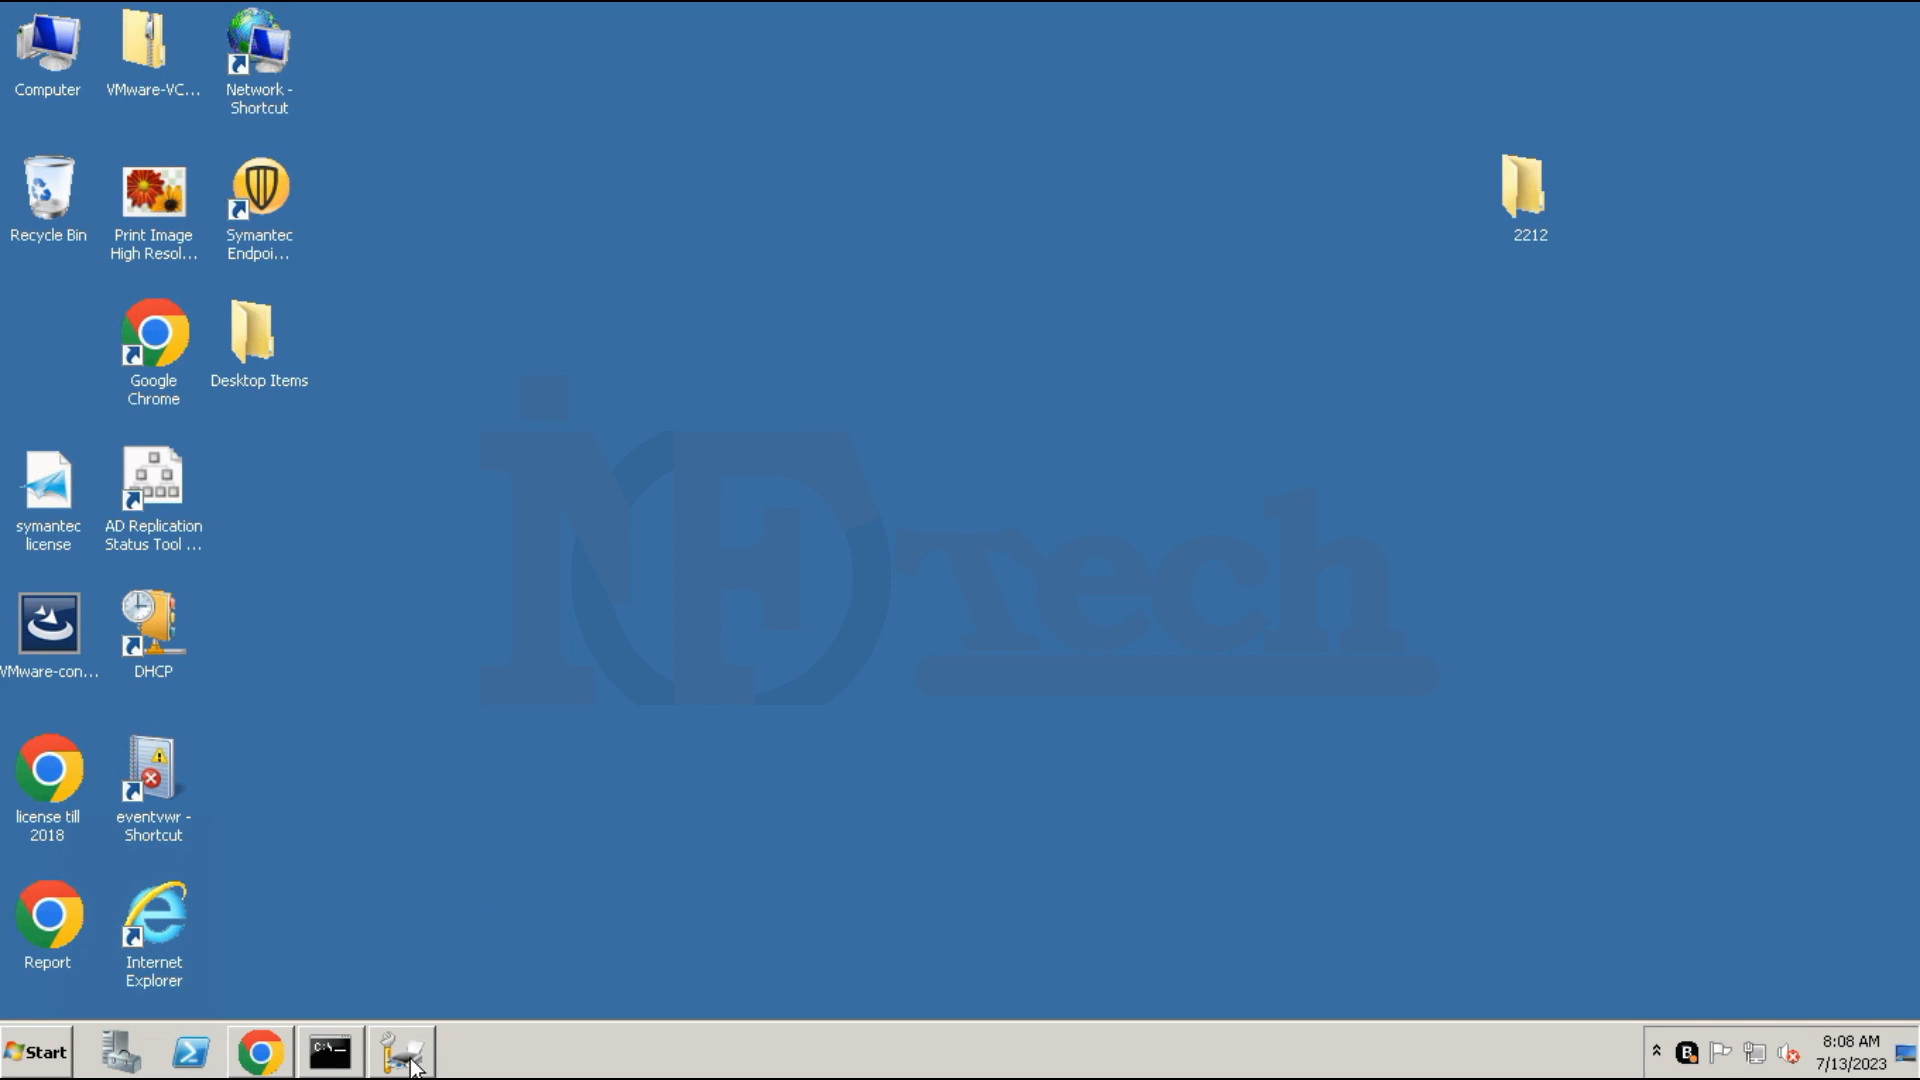 Computer
VMware-VC...
Network -
Shortcut
Recycle Bin
Print Image
High Resol...
Symantec
Endpoi...
2212
Google
Chrome
Desktop Items
symantec
license
AD Replication
Status Tool ...
iNFTech
VMware-con...
DHCP
license till
2018
eventvwr -
Shortcut
Report
Internet
Explorer
Start
C:\_
B
8:08 AM
7/13/2023